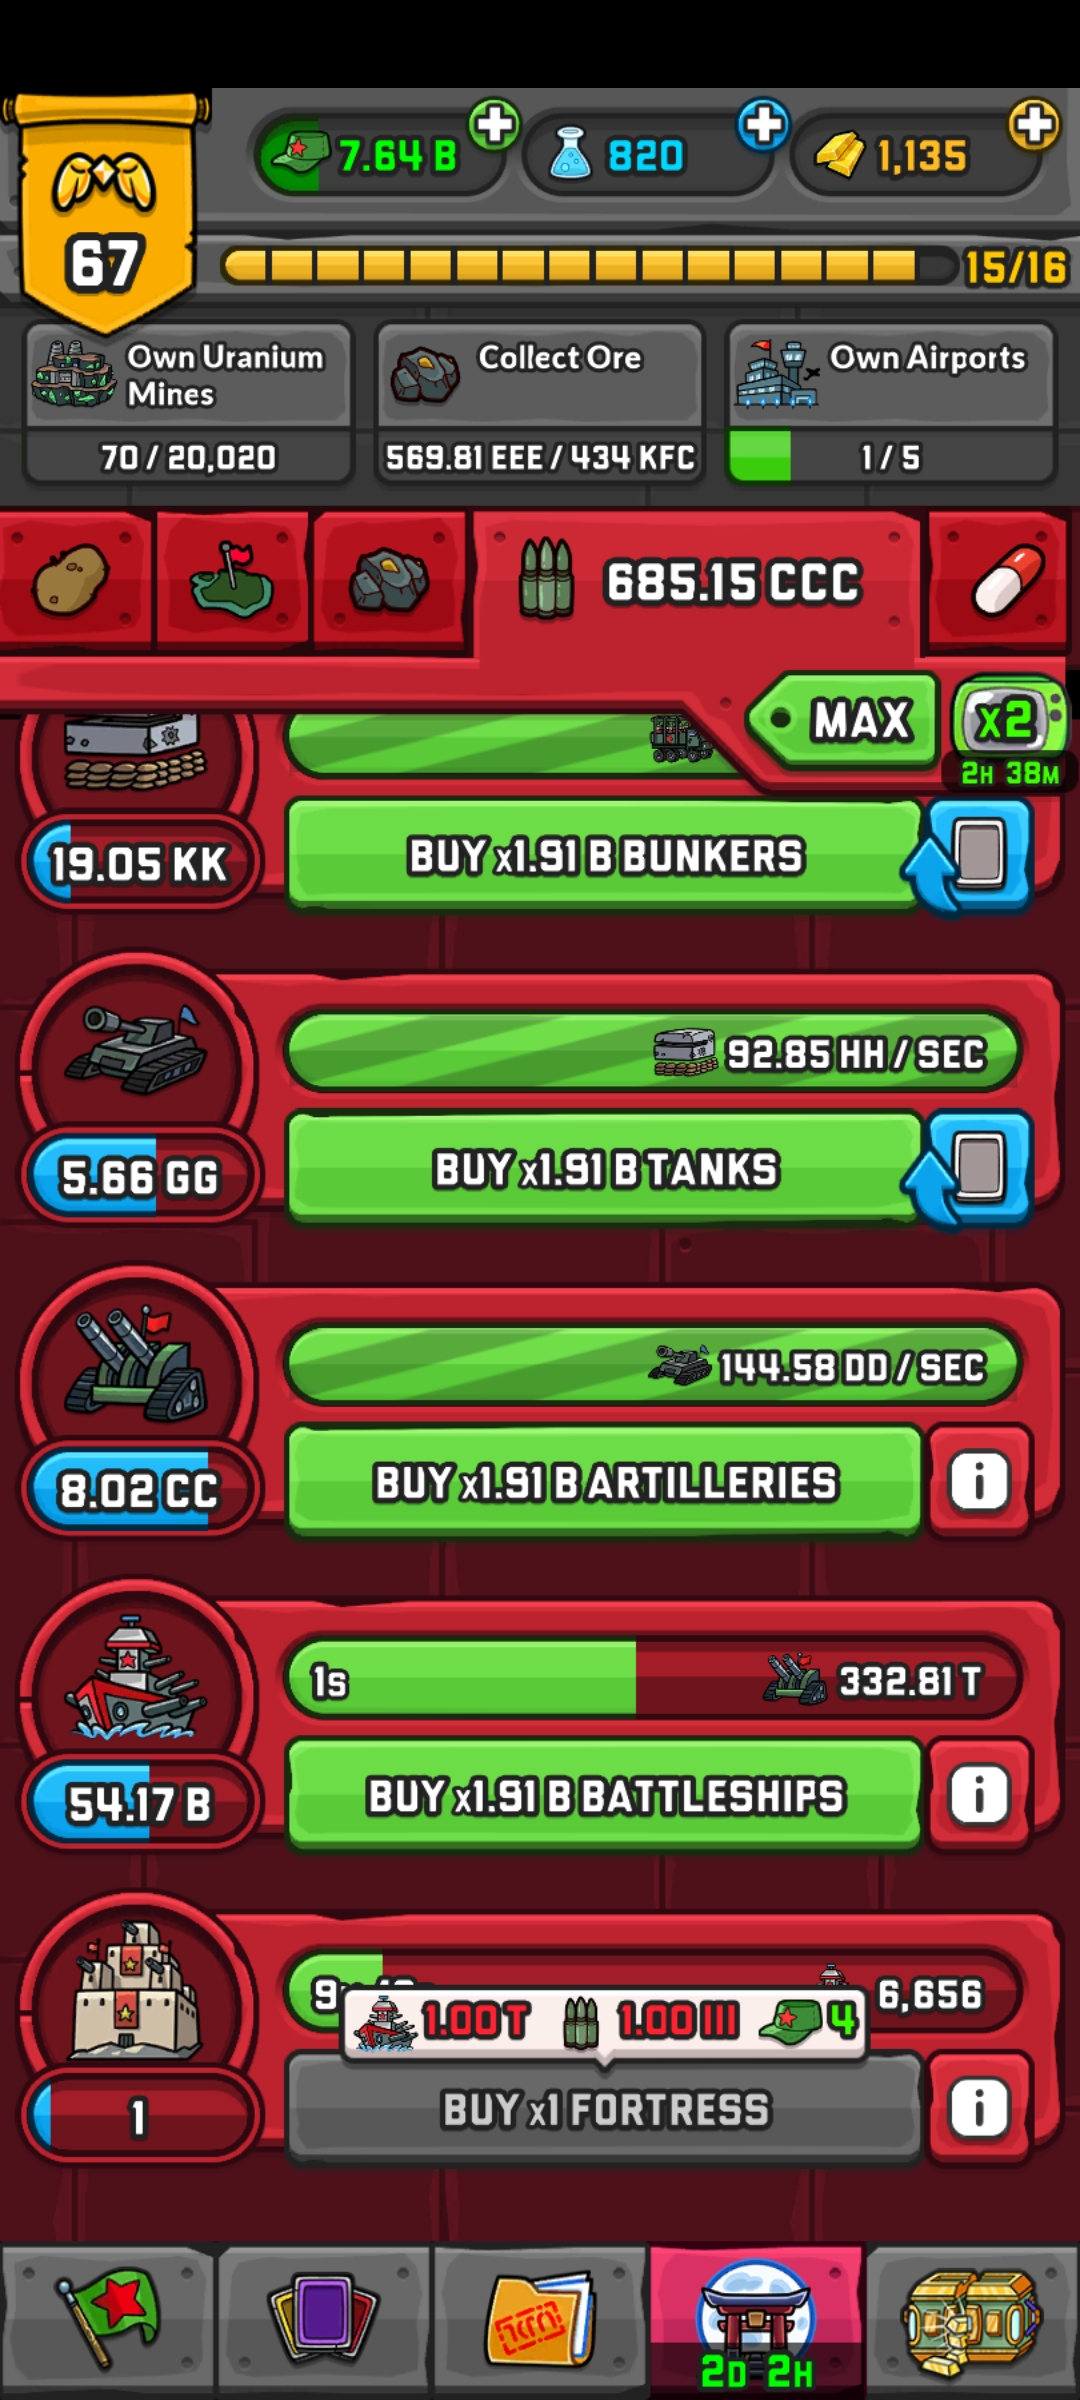 7.64 B
820
1,135
67
15/16
Own Uranium
Mines
70 / 20,020
Collect Ore
569.81 EEE / 434 KFC
Own Airports
1 / 5
685.15 CCC
MAX
x2
2H 38M
19.05 KK
BUY x1.91 B BUNKERS
92.85 HH / SEC
5.66 GG
BUY x1.91 B TANKS
144.58 DD / SEC
8.02 CC
BUY x1.91 B ARTILLERIES
i
1s
332.81 T
54.17 B
BUY x1.91 B BATTLESHIPS
i
6,656
1.00 T
1.00 III
4
1
BUY x1 FORTRESS
i
2D 2H